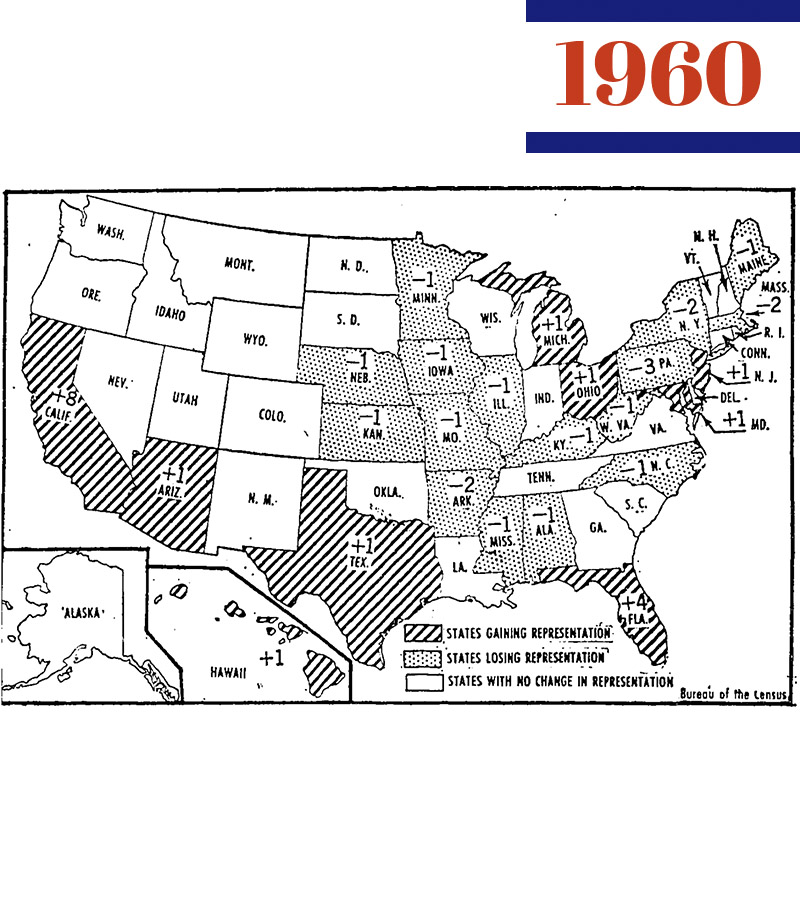 1960
WASH.
MONT.
N. D.
-1
MINN.
N. H.
VT.
-1
MAINE
MASS.
-2
ORE.
IDAHO
S. D.
WIS.
+1
MICH.
-2
N. Y.
R. I.
CONN.
WYO.
-1
NEB.
-1
IOWA
-3 PA.
+1 N. J.
NEV.
UTAH
COLO.
-1
ILL.
IND.
+1
OHIO
DEL.
+8
CALIF.
-1
KAN.
-1
MO.
-1
W. VA.
VA.
+1 MD.
KY -1
+1
ARIZ.
N. M.
OKLA.
-2
ARK.
TENN.
-1 N. C.
S. C.
+1
TEX.
LA.
-1
MISS.
-1
ALA.
GA.
+4
FLA.
ALASKA
HAWAII
+1
STATES GAINING REPRESENTATION
STATES LOSING REPRESENTATION
STATES WITH NO CHANGE IN REPRESENTATION
Bureau of the Census